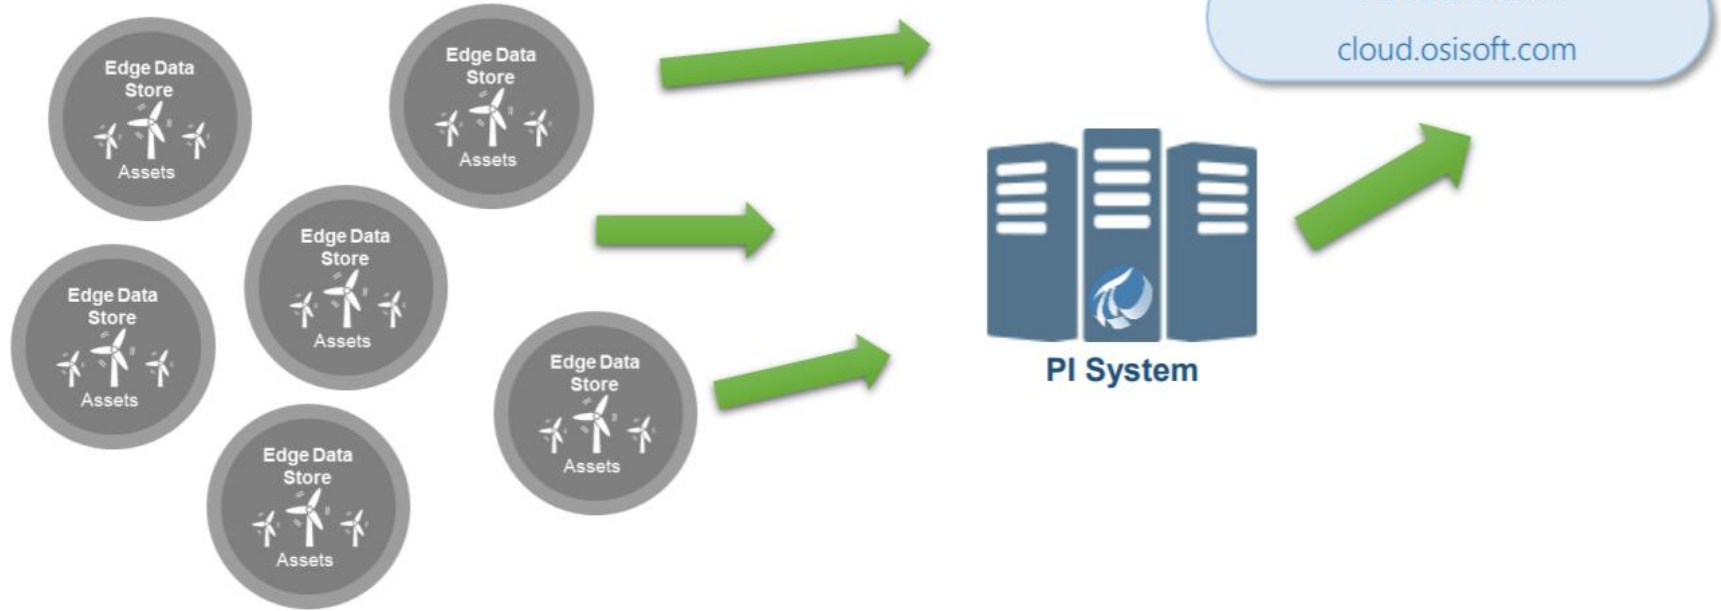 Edge Data
Store
Assets
Edge Data
Store
Assets
cloud.osisoft.com
Edge Data
Store
Assets
Edge Data
Store
Assets
Edge Data
Store
Assets
Edge Data
Store
Assets
PI System